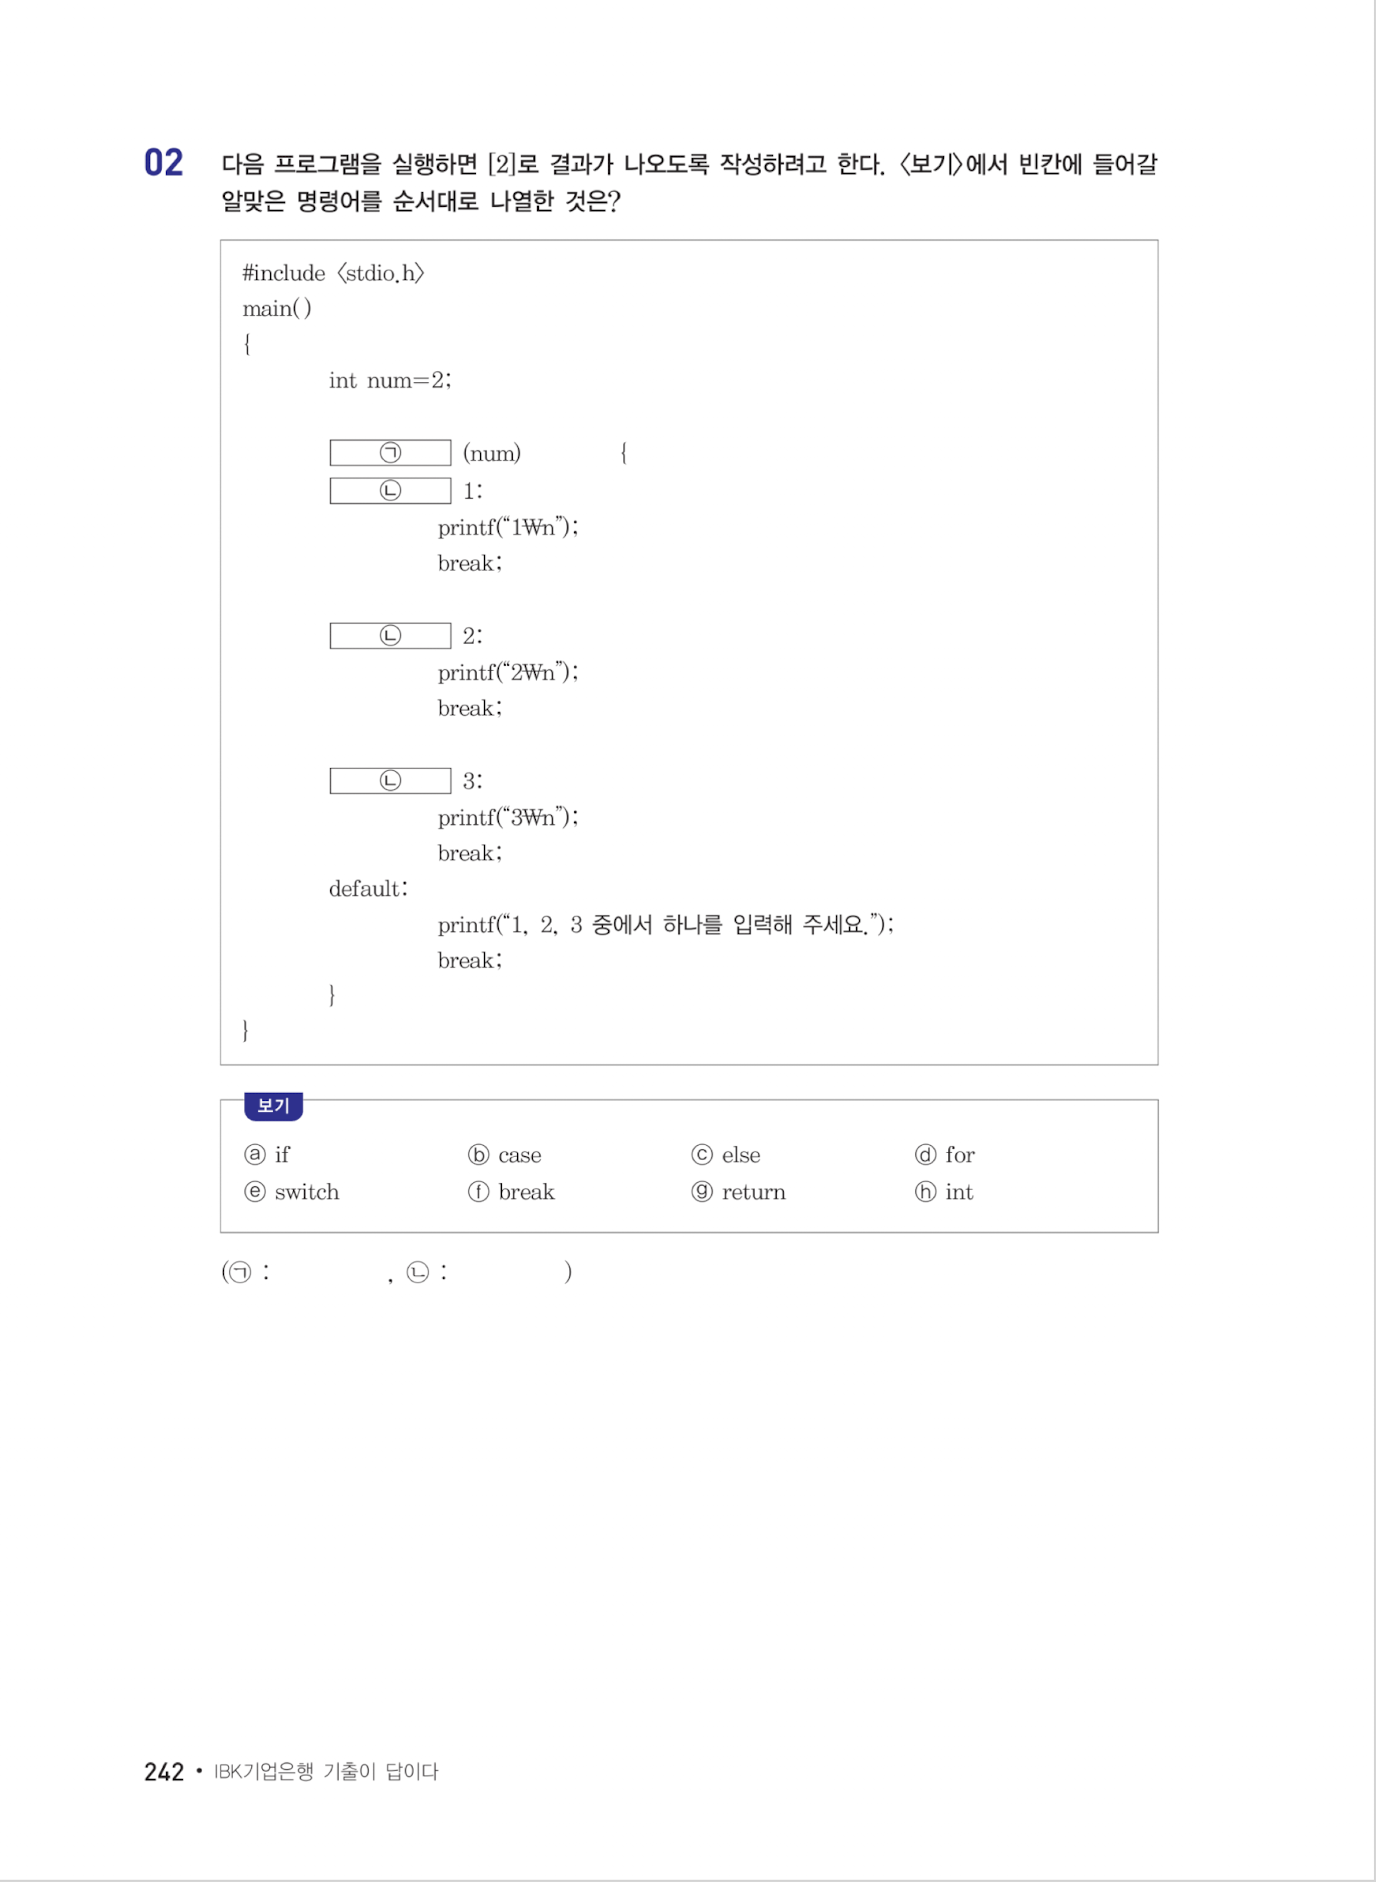 02 다음 프로그램을 실행하면 [2]로 결과가 나오도록 작성하려고 한다. 〈보기〉에서 빈칸에 들어갈
알맞은 명령어를 순서대로 나열한 것은?
#include 〈stdio.h〉
main( )
{
int num=2;
㉠ (num) {
㉡ 1:
printf(“1₩n”);
break;
㉡ 2:
printf(“2₩n”);
break;
㉡ 3:
printf(“3₩n”);
break;
default:
printf(“1, 2, 3 중에서 하나를 입력해 주세요.”);
break;
}
}
보기
ⓐ if ⓑ case ⓒ else ⓓ for
ⓔ switch ⓕ break ⓖ return ⓗ int
(㉠ : , ㉡ : )
242 • IBK기업은행 기출이 답이다